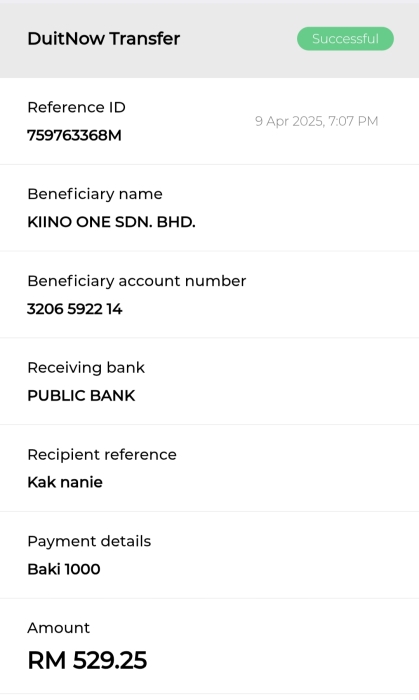 DuitNow Transfer
Successful
Reference ID
9 Apr 2025, 7:07 PM
759763368M
Beneficiary name
KIINO ONE SDN. BHD.
Beneficiary account number
3206 5922 14
Receiving bank
PUBLIC BANK
Recipient reference
Kak nanie
Payment details
Baki 1000
Amount
RM 529.25